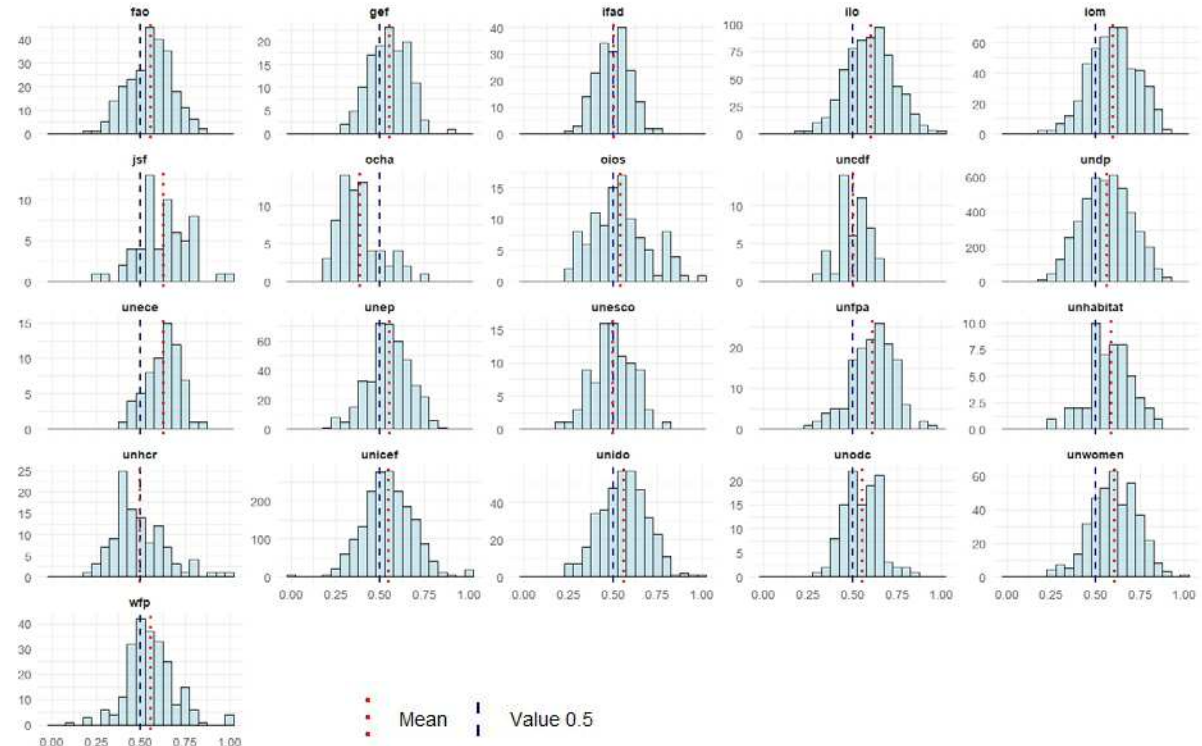 fao gef ifad ilo iom
40 30 20 10 0
20 15 10 5 0
40 30 20 10 0
100 75 50 25 0
60 40 20 0
jsf ocha oios uncdf undp
10 5 0
10 5 0
15 10 5 0
10 5 0
600 400 200 0
unece unep unesco unfpa unhabitat
15 10 5 0
60 40 20 0
15 10 5 0
20 10 0
10.0 7.5 5.0 2.5 0.0
unhcr unicef unido unodc unwomen
25 20 15 10 5 0
200 100 0
40 20 0
20 15 10 5 0
60 40 20 0
0.00 0.25 0.50 0.75 1.00 0.00 0.25 0.50 0.75 1.00 0.00 0.25 0.50 0.75 1.00 0.00 0.25 0.50 0.75 1.00
wfp
40 30 20 10 0
0.00 0.25 0.50 0.75 1.00
Mean Value 0.5